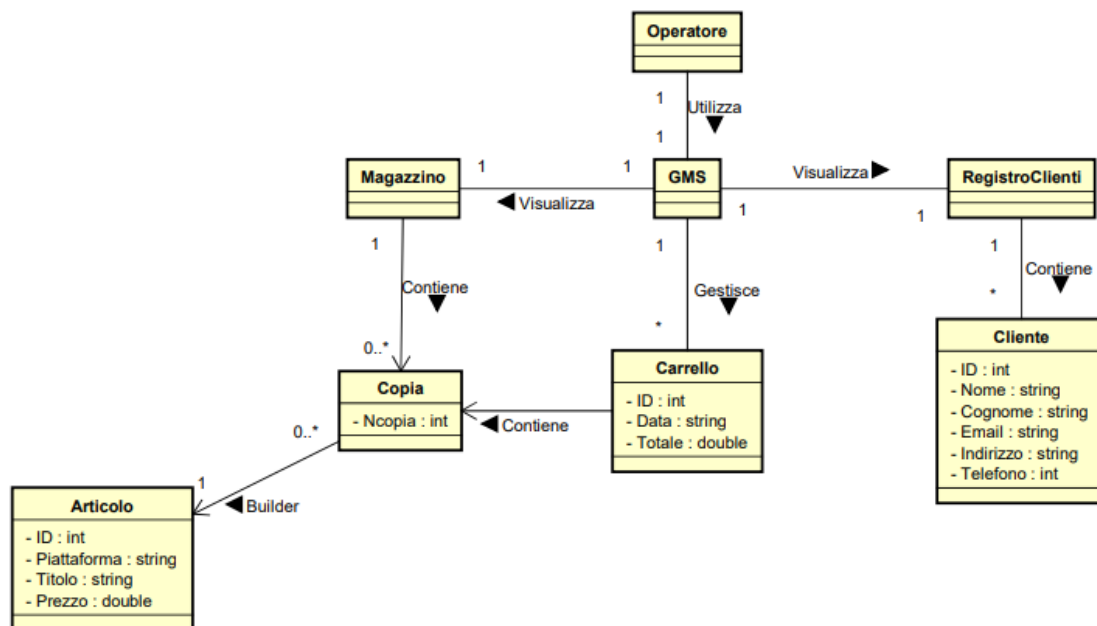 Operatore
1
Utilizza
1
Magazzino
1
1
GMS
Visualizza
RegistroClienti
Visualizza
1
1
1
1
1
Contiene
Gestisce
Contiene
*
*
0..*
Cliente
- ID : int
- Nome : string
- Cognome : string
- Email : string
- Indirizzo : string
- Telefono : int
Carrello
- ID : int
- Data : string
- Totale : double
Copia
- Ncopia : int
Contiene
0..*
1
Builder
Articolo
- ID : int
- Piattaforma : string
- Titolo : string
- Prezzo : double